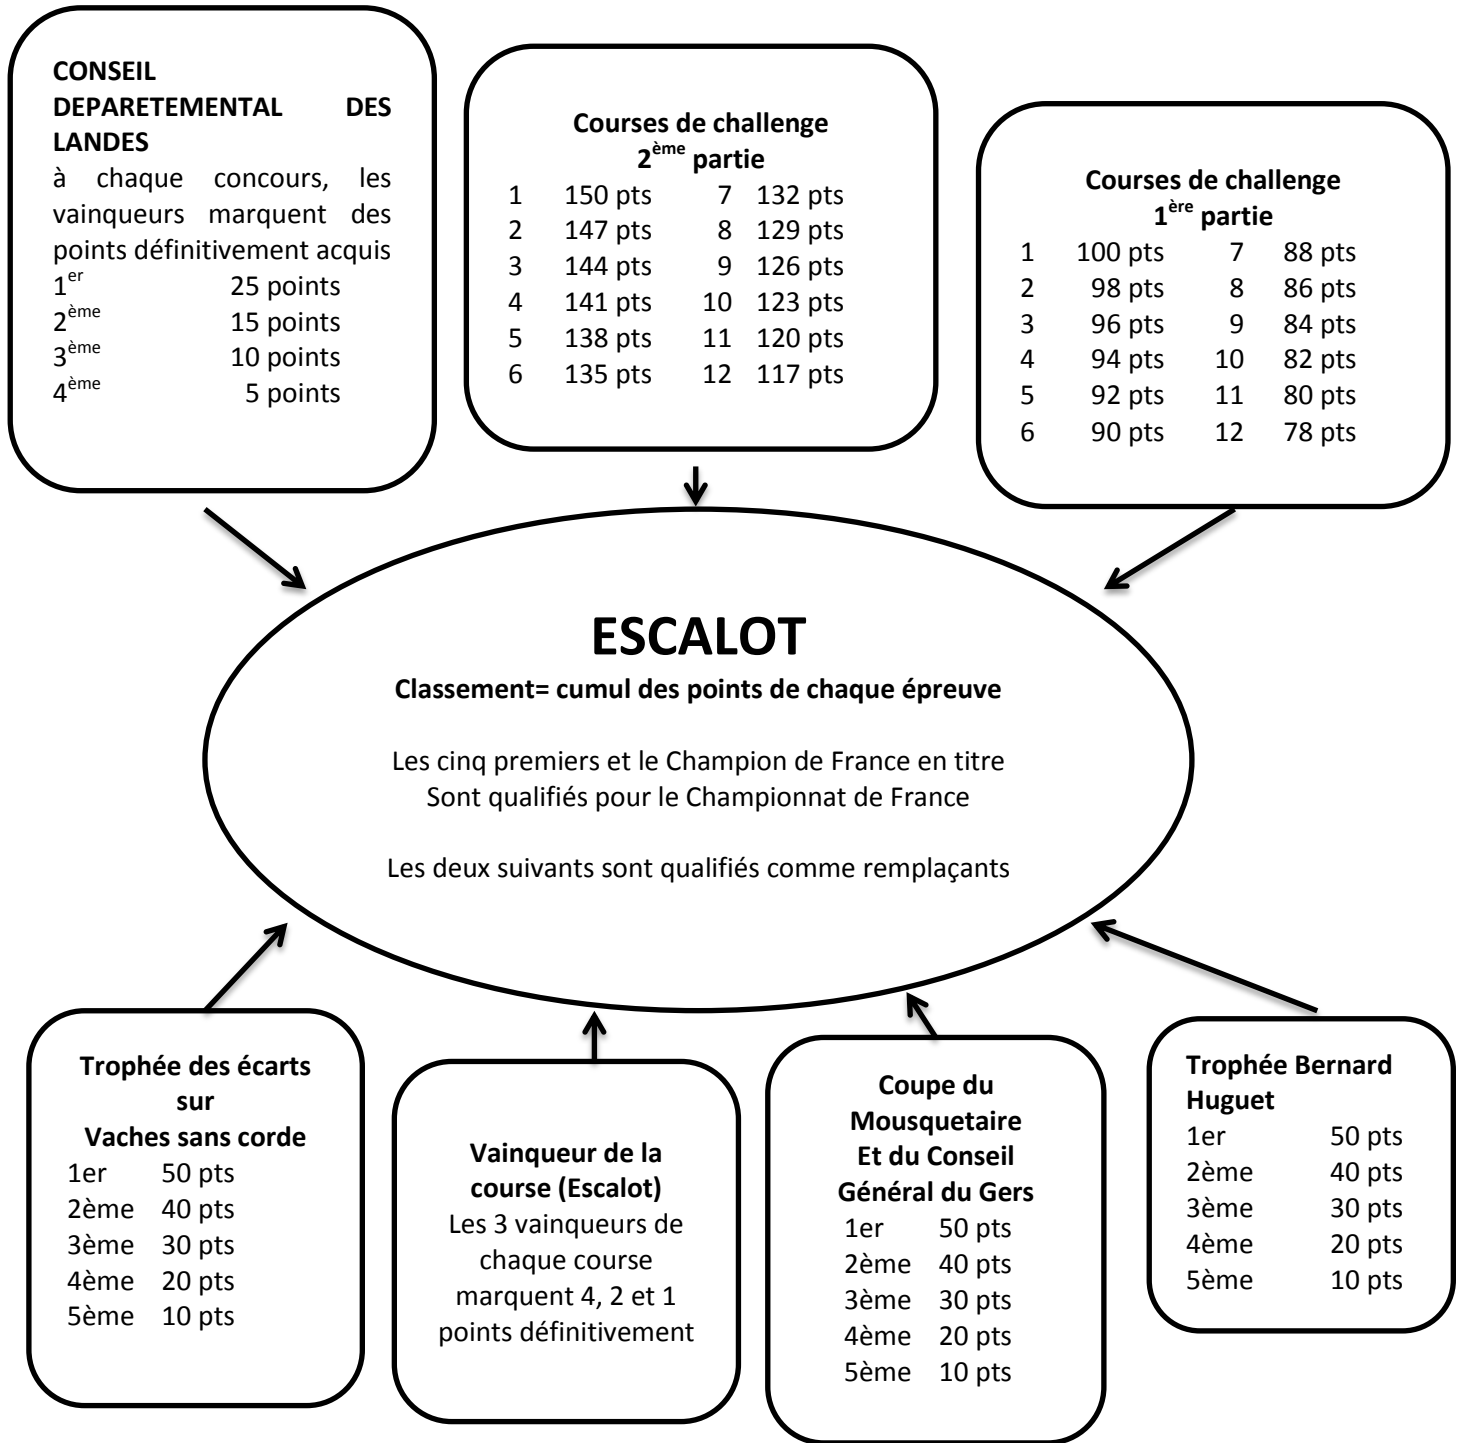 CONSEIL
DEPARETEMENTAL DES
LANDES
à chaque concours, les
vainqueurs marquent des
points définitivement acquis
1er 25 points
2ème 15 points
3ème 10 points
4ème 5 points
Courses de challenge
2ème partie
1 150 pts 7 132 pts
2 147 pts 8 129 pts
3 144 pts 9 126 pts
4 141 pts 10 123 pts
5 138 pts 11 120 pts
6 135 pts 12 117 pts
Courses de challenge
1ère partie
1 100 pts 7 88 pts
2 98 pts 8 86 pts
3 96 pts 9 84 pts
4 94 pts 10 82 pts
5 92 pts 11 80 pts
6 90 pts 12 78 pts
ESCALOT
Classement= cumul des points de chaque épreuve
Les cinq premiers et le Champion de France en titre
Sont qualifiés pour le Championnat de France
Les deux suivants sont qualifiés comme remplaçants
Trophée des écarts
sur
Vaches sans corde
1er 50 pts
2ème 40 pts
3ème 30 pts
4ème 20 pts
5ème 10 pts
Vainqueur de la
course (Escalot)
Les 3 vainqueurs de
chaque course
marquent 4, 2 et 1
points définitivement
Coupe du
Mousquetaire
Et du Conseil
Général du Gers
1er 50 pts
2ème 40 pts
3ème 30 pts
4ème 20 pts
5ème 10 pts
Trophée Bernard
Huguet
1er 50 pts
2ème 40 pts
3ème 30 pts
4ème 20 pts
5ème 10 pts